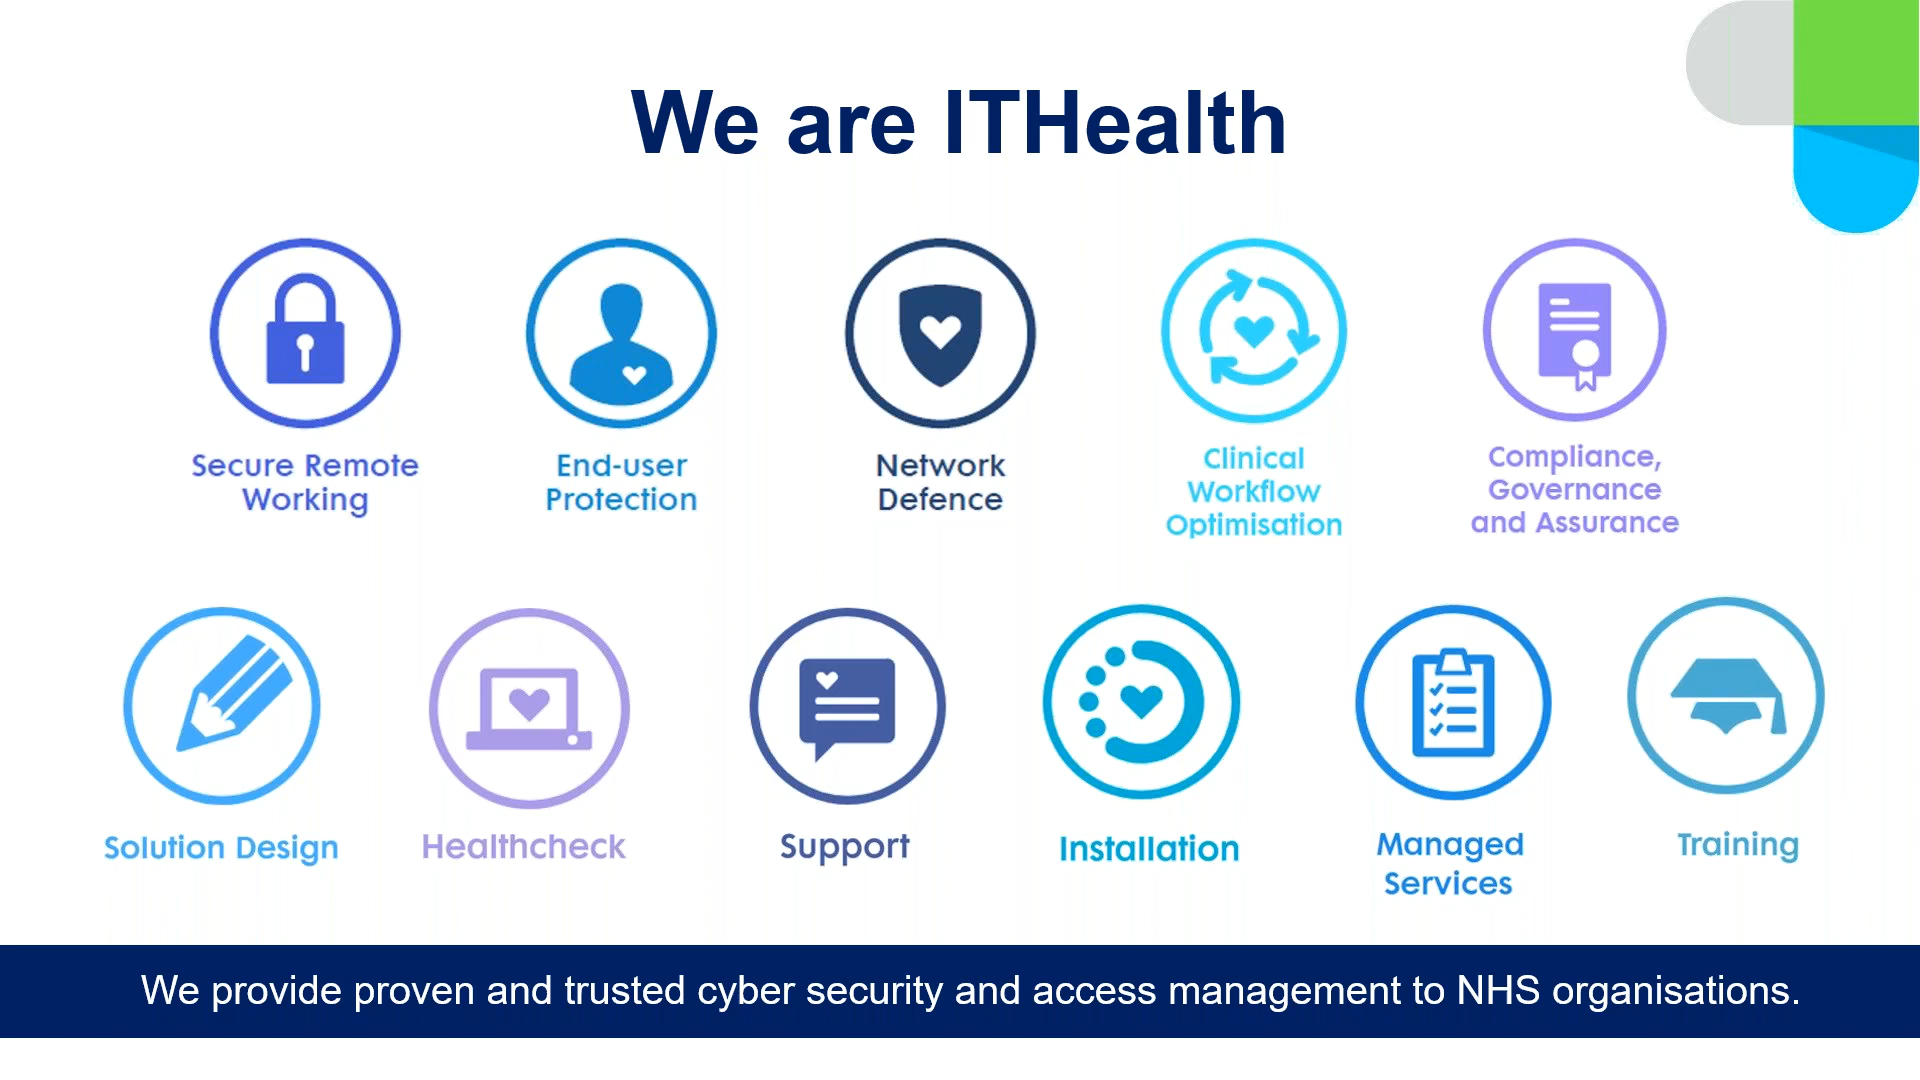 We are ITHealth
Secure Remote
Working
End-user
Protection
Network
Defence
Clinical
Workflow
Optimisation
Compliance,
Governance
and Assurance
Solution Design
Healthcheck
Support
Installation
Managed
Services
Training
We provide proven and trusted cyber security and access management to NHS organisations.